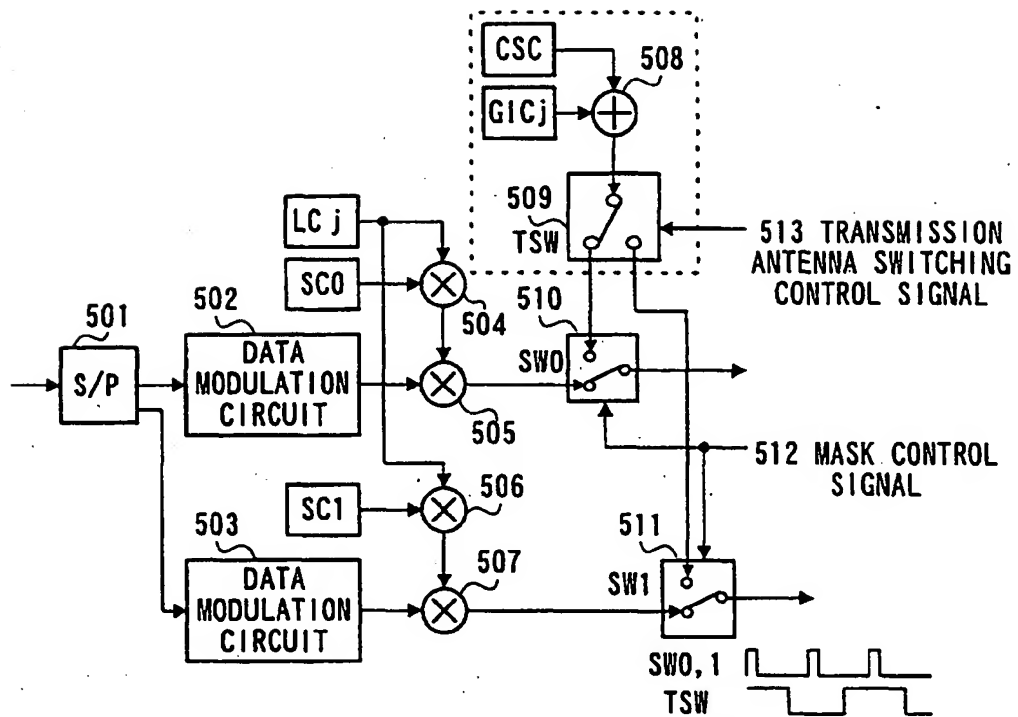 CSC
508
GICj
509
TSW
LCj
513 TRANSMISSION
ANTENNA SWITCHING
CONTROL SIGNAL
SC0
504
510
501
502
SW0
S/P
DATA
MODULATION
CIRCUIT
505
512 MASK CONTROL
SIGNAL
SC1
506
503
511
507
SW1
DATA
MODULATION
CIRCUIT
SW0,1
TSW